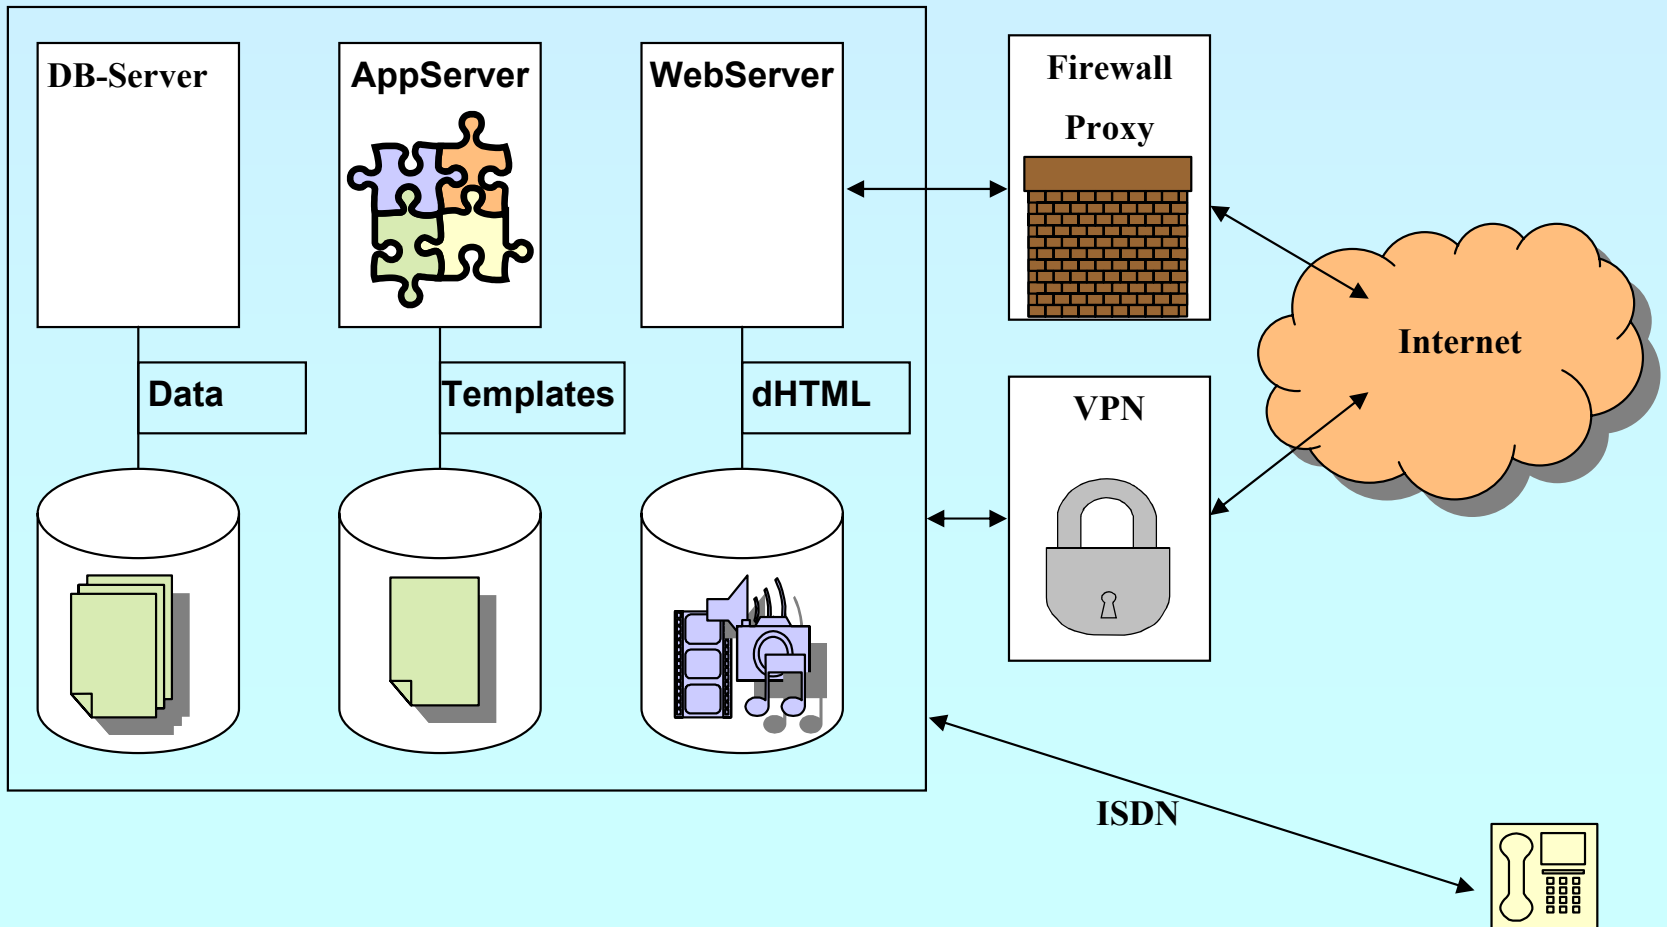 DB-Server
AppServer
WebServer
Firewall
Proxy
Internet
Data
Templates
dHTML
VPN
ISDN